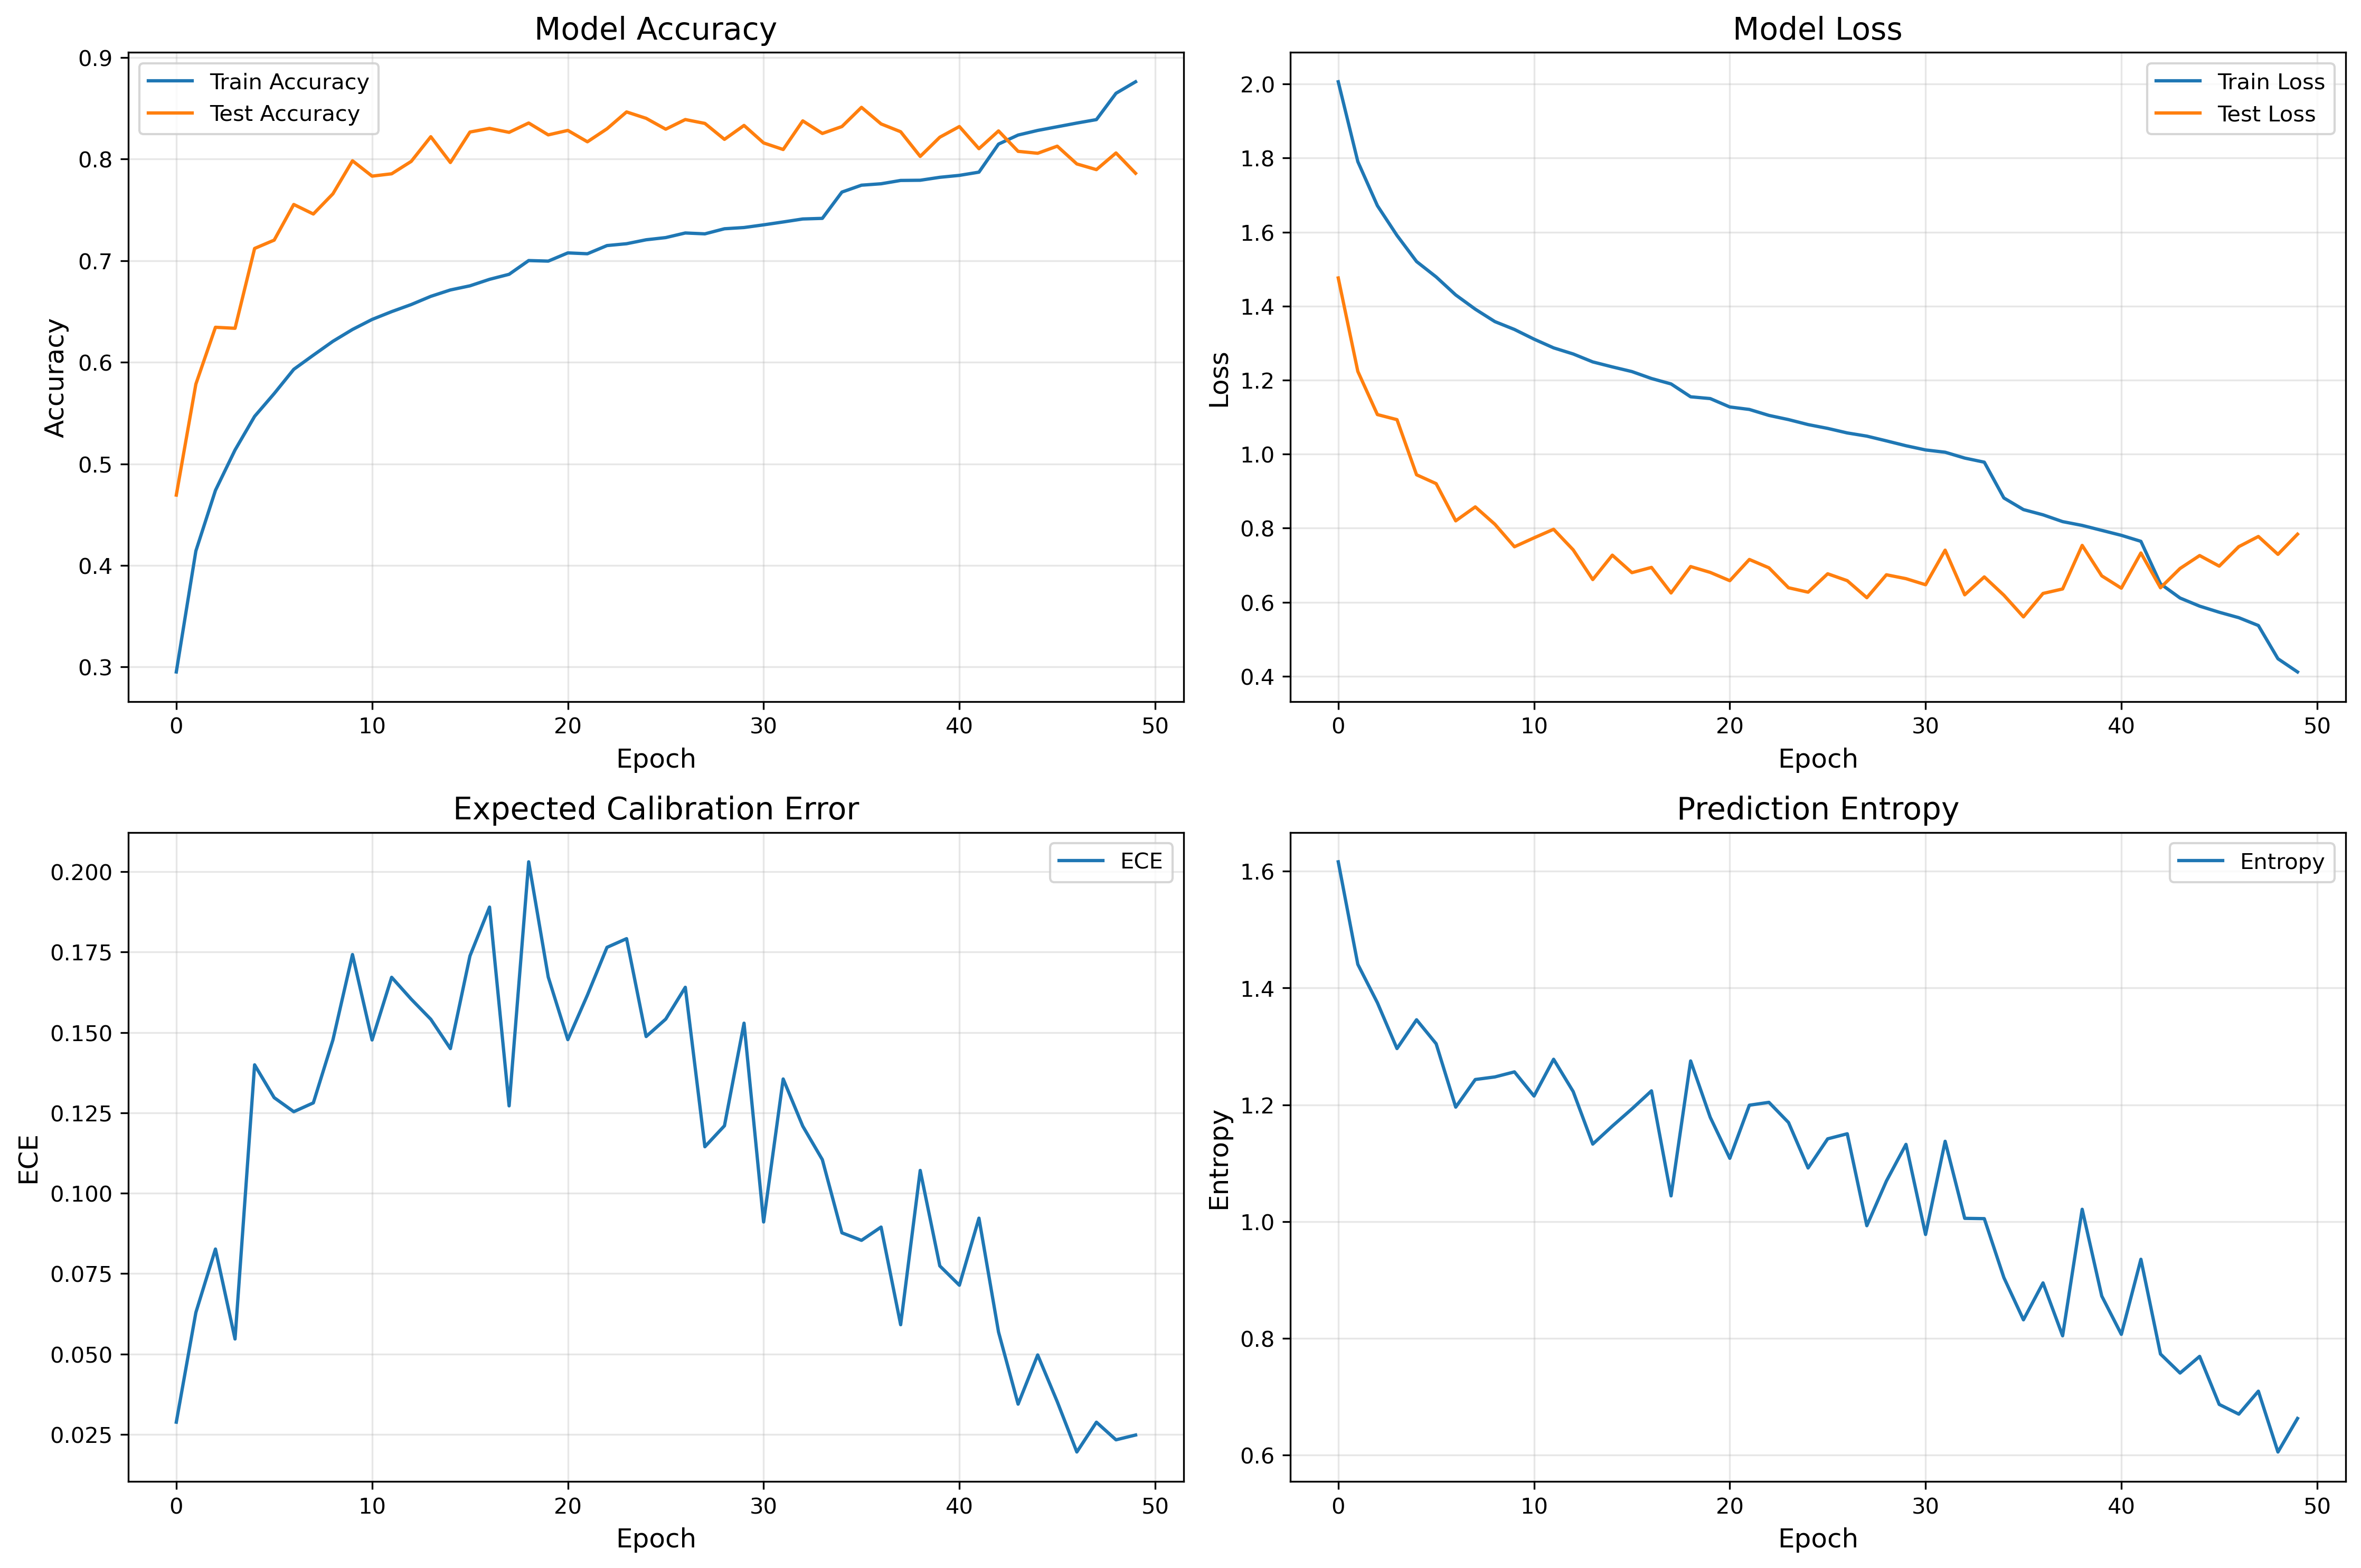 Model Accuracy
Train Accuracy
Test Accuracy
Accuracy
0.9
0.8
0.7
0.6
0.5
0.4
0.3
0 10 20 30 40 50
Epoch
Model Loss
Train Loss
Test Loss
Loss
2.0
1.8
1.6
1.4
1.2
1.0
0.8
0.6
0.4
0 10 20 30 40 50
Epoch
Expected Calibration Error
ECE
ECE
0.200
0.175
0.150
0.125
0.100
0.075
0.050
0.025
0 10 20 30 40 50
Epoch
Prediction Entropy
Entropy
Entropy
1.6
1.4
1.2
1.0
0.8
0.6
0 10 20 30 40 50
Epoch